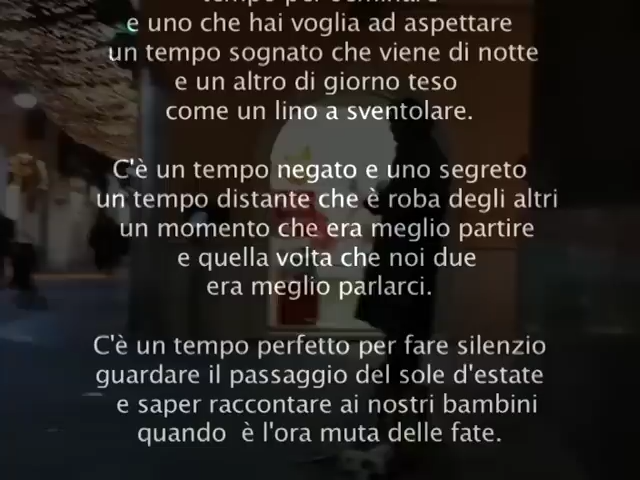 tempo per seminare
e uno che hai voglia ad aspettare
un tempo sognato che viene di notte
e un altro di giorno teso
come un lino a sventolare.
C'è un tempo negato e uno segreto
un tempo distante che è roba degli altri
un momento che era meglio partire
e quella volta che noi due
era meglio parlarci.
C'è un tempo perfetto per fare silenzio
guardare il passaggio del sole d'estate
e saper raccontare ai nostri bambini
quando  è l'ora muta delle fate.